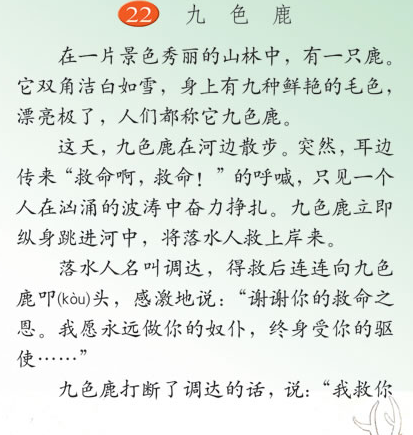 22 九色鹿
在一片景色秀丽的山林中，有一只鹿。
它双角洁白如雪，身上有九种鲜艳的毛色，
漂亮极了，人们都称它九色鹿。
这天，九色鹿在河边散步。突然，耳边
传来“救命啊，救命！”的呼喊，只见一个
人在汹涌的波涛中奋力挣扎。九色鹿立即
纵身跳进河中，将落水人救上岸来。
落水人名叫调达，得救后连连向九色
鹿叩(kòu)头，感激地说：“谢谢你的救命之
恩。我愿永远做你的奴仆，终身受你的驱
使……”
九色鹿打断了调达的话，说：“我救你